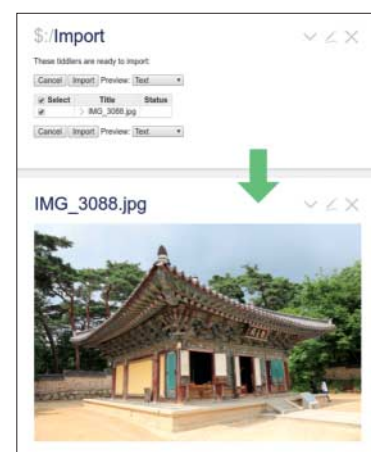 $:/Import
These tiddlers are ready to import:
Cancel Import Preview: Text
Select Title Status
IMG_3088.jpg
Cancel Import Preview: Text
IMG_3088.jpg